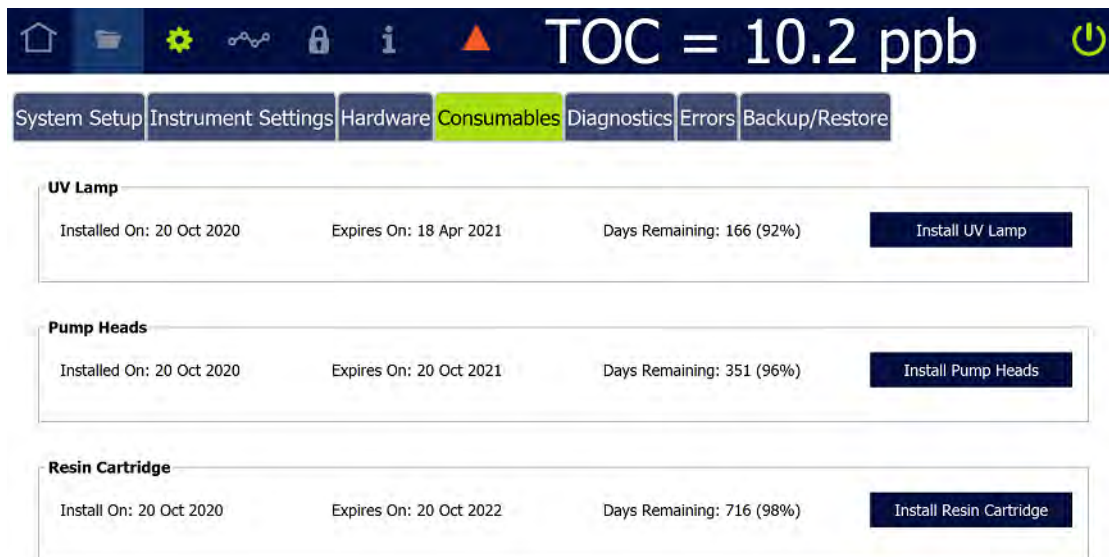 TOC = 10.2 ppb
System Setup Instrument Settings Hardware Consumables Diagnostics Errors Backup/Restore
UV Lamp
Installed On: 20 Oct 2020 Expires On: 18 Apr 2021 Days Remaining: 166 (92%) Install UV Lamp
Pump Heads
Installed On: 20 Oct 2020 Expires On: 20 Oct 2021 Days Remaining: 351 (96%) Install Pump Heads
Resin Cartridge
Install On: 20 Oct 2020 Expires On: 20 Oct 2022 Days Remaining: 716 (98%) Install Resin Cartridge